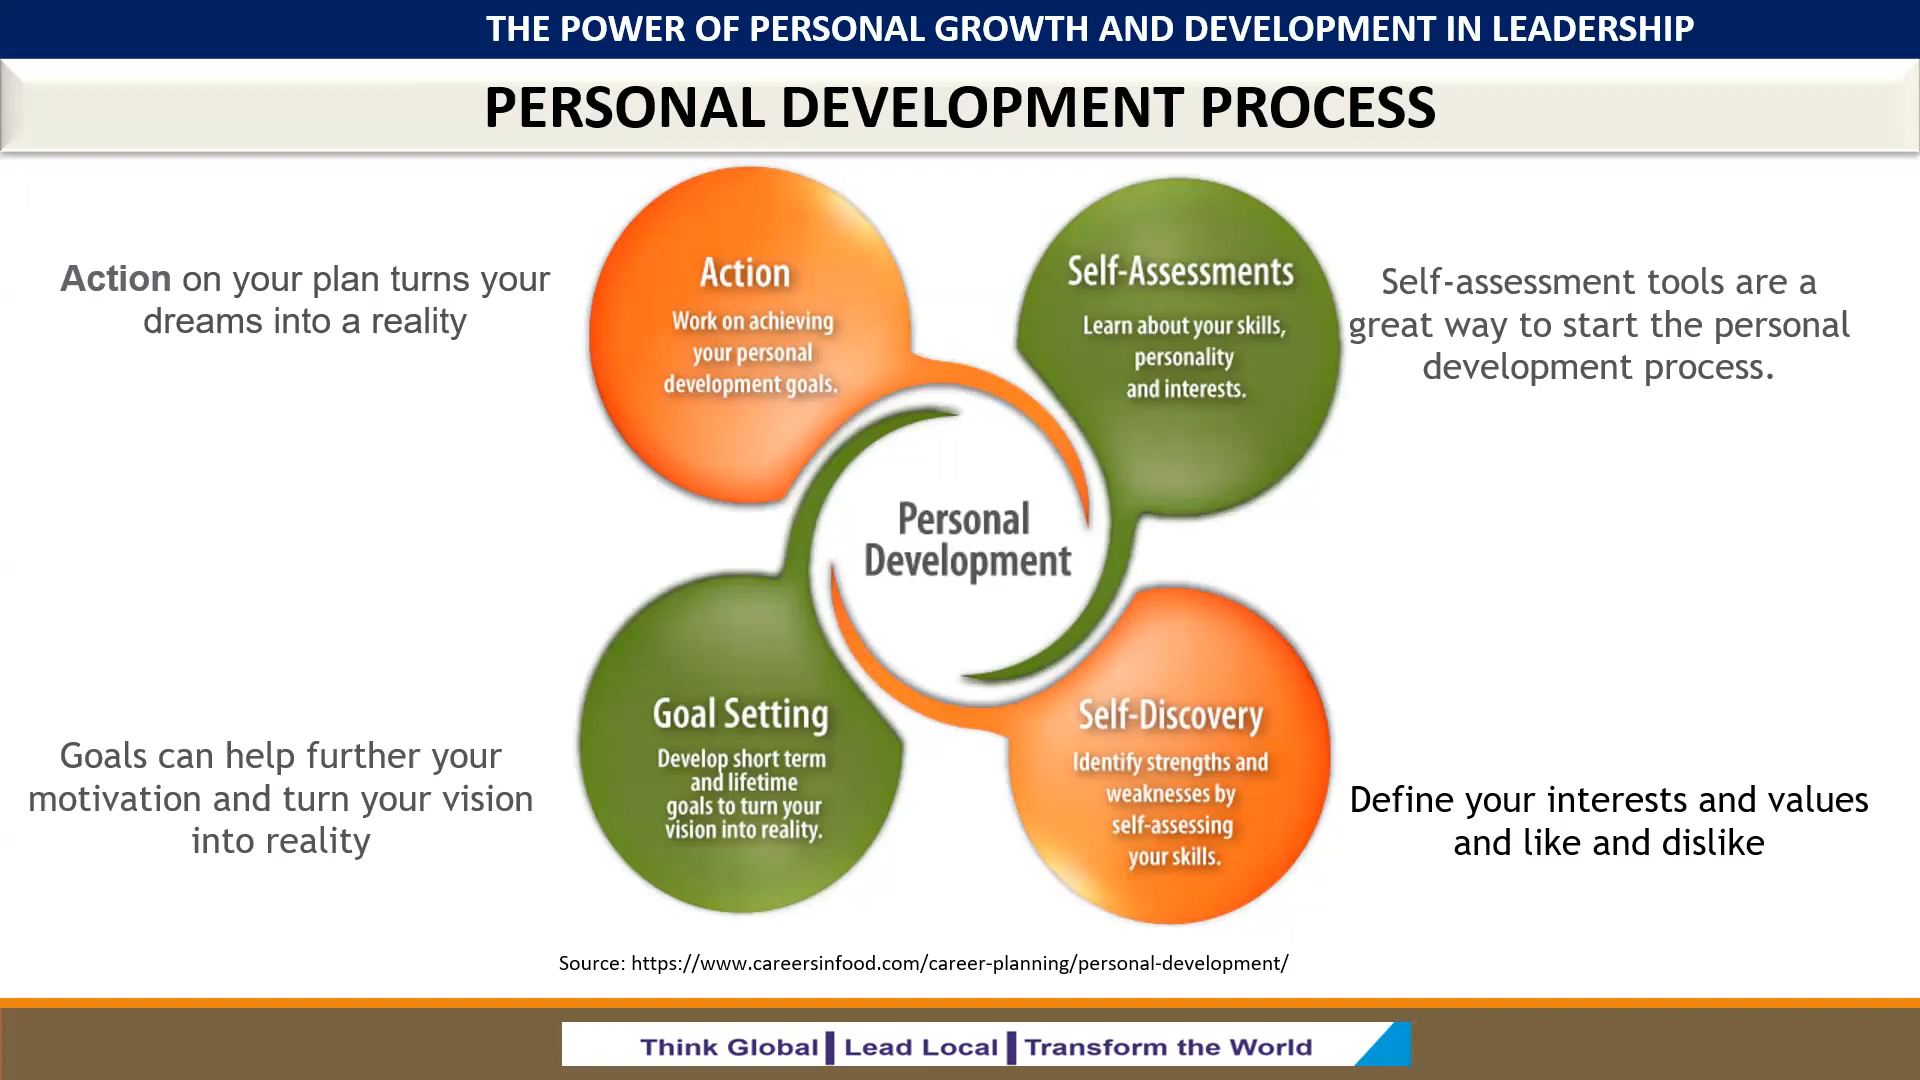 THE POWER OF PERSONAL GROWTH AND DEVELOPMENT IN LEADERSHIP
PERSONAL DEVELOPMENT PROCESS
Action on your plan turns your
dreams into a reality
Action
Work on achieving
your personal
development goals.
Self-Assessments
Learn about your skills,
personality
and interests.
Self-assessment tools are a
great way to start the personal
development process.
Personal
Development
Goals can help further your
motivation and turn your vision
into reality
Goal Setting
Develop short term
and lifetime
goals to turn your
vision into reality.
Self-Discovery
Identify strengths and
weaknesses by
self-assessing
your skills.
Define your interests and values
and like and dislike
Source: https://www.careersinfood.com/career-planning/personal-development/
Think Global Lead Local Transform the World